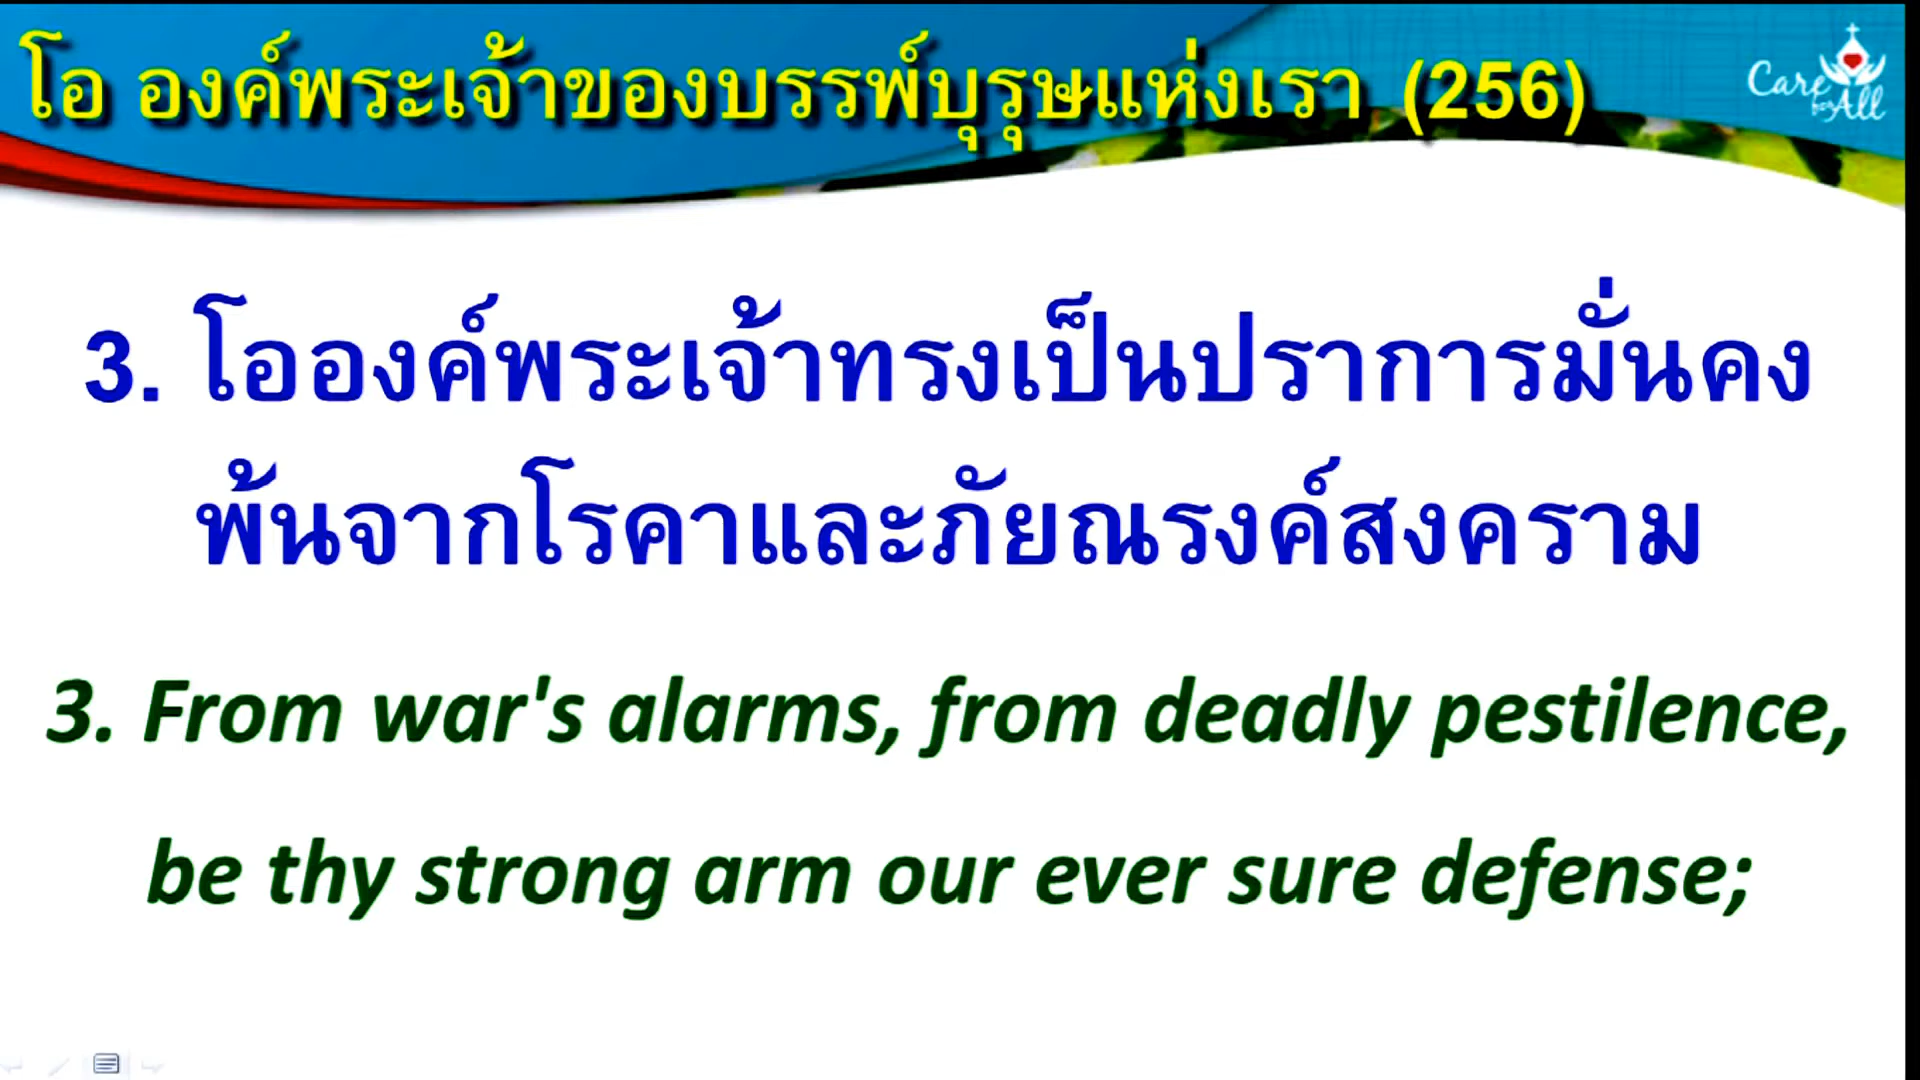 โอ องค์พระเจ้าของบรรพ์บุรุษแห่งเรา (256)
Care
for All
3. โอองค์พระเจ้าทรงเป็นปราการมั่นคง
พ้นจากโรคาและภัยณรงค์สงคราม
3. From war's alarms, from deadly pestilence,
be thy strong arm our ever sure defense;